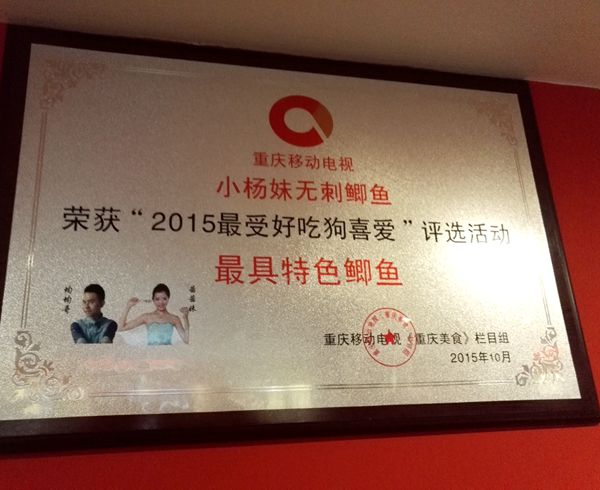 重庆移动电视
小杨妹无刺鲫鱼
荣获“2015最受好吃狗喜爱”评选活动
最具特色鲫鱼
重庆移动电视《重庆美食》栏目组
2015年10月